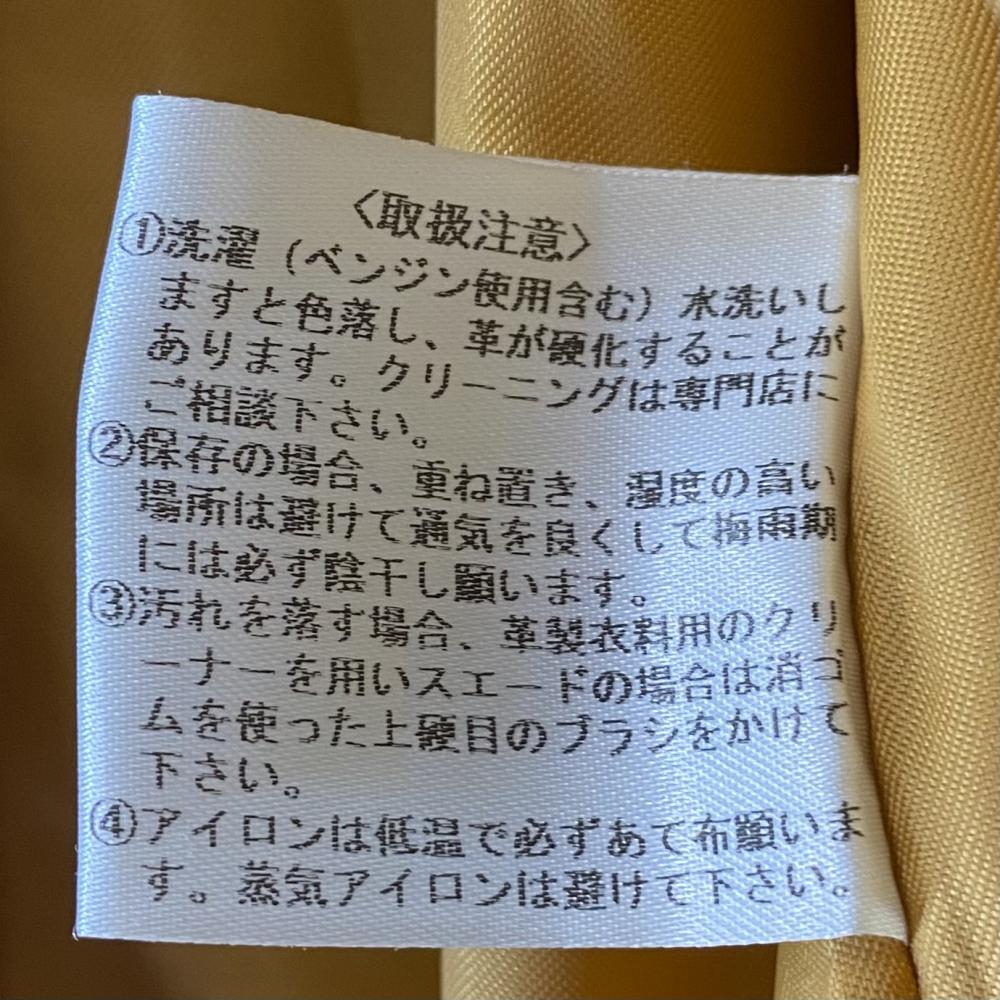 〈取扱注意〉
①洗濯（ベンジン使用含む）水洗いし
ますと色落し、革が硬化することが
あります。クリーニングは専門店に
ご相談下さい。
②保存の場合、重ね置き、湿度の高い
場所は避けて通気を良くして梅雨期
には必ず陰干し願います。
③汚れを落す場合、革製衣料用のクリ
ーナーを用いスエードの場合は消ゴ
ムを使った上硬目のブラシをかけて
下さい。
④アイロンは低温で必ずあて布願いま
す。蒸気アイロンは避けて下さい。